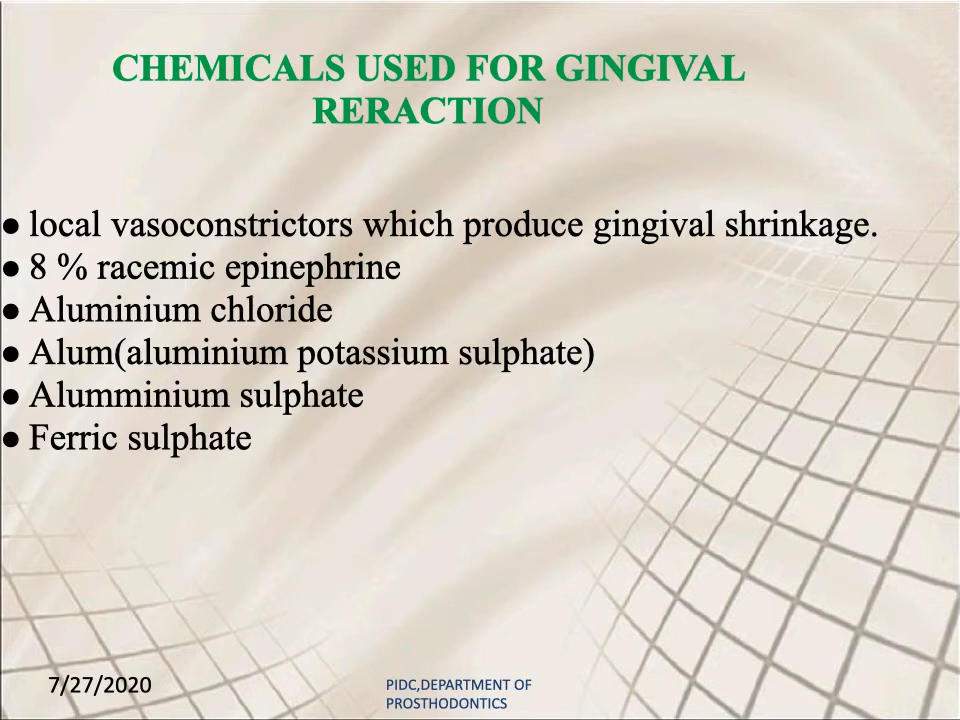 CHEMICALS USED FOR GINGIVAL
RERACTION
● local vasoconstrictors which produce gingival shrinkage.
● 8 % racemic epinephrine
● Aluminium chloride
● Alum(aluminium potassium sulphate)
● Alumminium sulphate
● Ferric sulphate
7/27/2020
PIDC,DEPARTMENT OF
PROSTHODONTICS